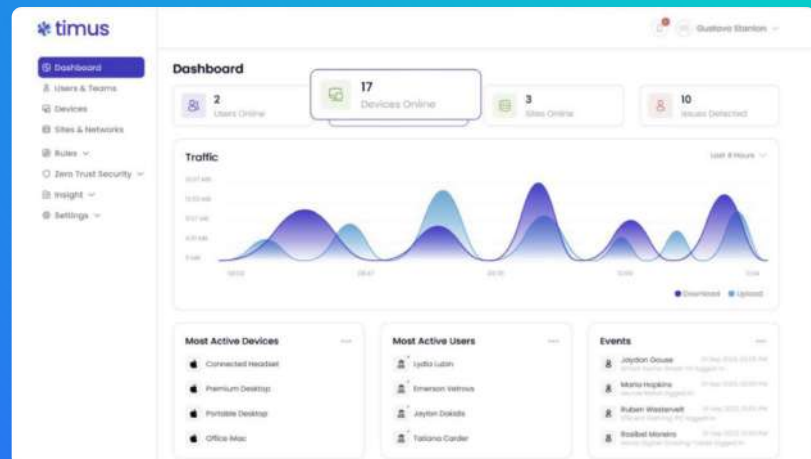 timus
Gustavo Stanton
Dashboard
Users & Teams
Devices
Sites & Networks
Rules
Zero Trust Security
Insight
Settings
Dashboard
2
Users Online
17
Devices Online
3
Sites Online
10
Issues Detected
Traffic
Last 8 Hours
Download
Upload
Most Active Devices
Connected Headset
Premium Desktop
Portable Desktop
Office iMac
Most Active Users
Lydia Lubin
Emerson Vetrovs
Jaylon Dokidis
Tatiana Carder
Events
Jaydon Gouse
Maria Hopkins
Ruben Westervelt
Rosibel Moneiro